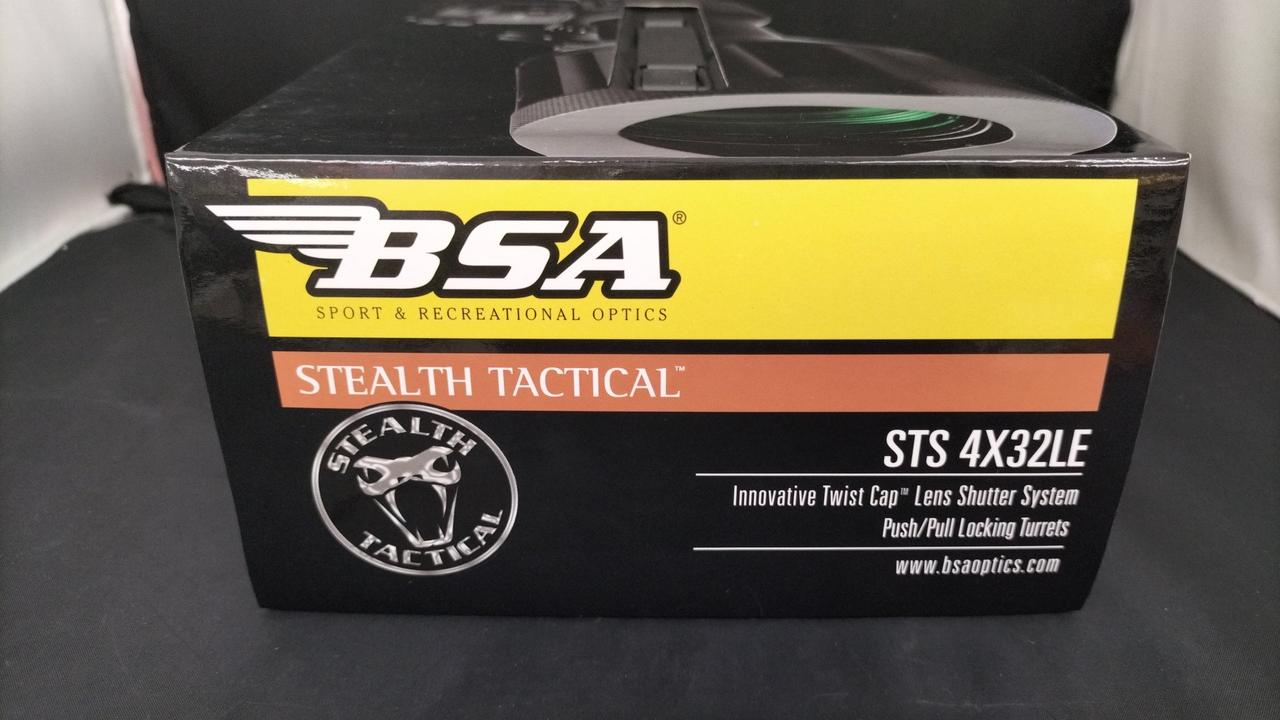 BSA®
SPORT & RECREATIONAL OPTICS
STEALTH TACTICAL™
STEALTH
TACTICAL
STS 4X32LE
Innovative Twist Cap™ Lens Shutter System
Push/Pull Locking Turrets
www.bsaoptics.com